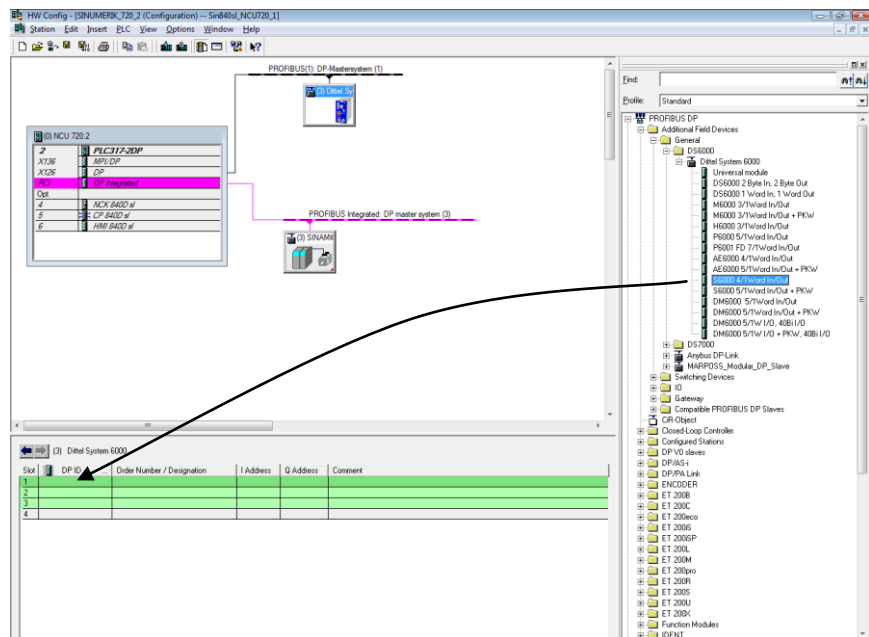 HW Config - [SINUMERIK_720_2 (Configuration) -- Sin840sl_NCU720_1]
Station Edit Insert PLC View Options Window Help
PROFIBUS(1): DP-Mastersystem (1)
(3) Dittel Sy
(0) NCU 720.2
2 PLC317-2DP
X136 MPI/DP
X126 DP
PCI DP integrated
Opt
4 NCK 840D sl
5 CP 840D sl
6 HMI 840D sl
PROFIBUS Integrated: DP master system (3)
(3) SINAMI
(3) Dittel System 6000
Slot DP ID ... Order Number / Designation I Address Q Address Comment
1
2
3
4
Find:
Profile: Standard
PROFIBUS DP
Additional Field Devices
General
DS6000
Dittel System 6000
Universal module
DS6000 2 Byte In, 2 Byte Out
DS6000 1 Word In, 1 Word Out
M6000 3/1Word In/Out
M6000 3/1Word In/Out + PKW
H6000 3/1Word In/Out
P6000 5/1Word In/Out
P6001 FD 7/1Word In/Out
AE6000 4/1Word In/Out
AE6000 5/1Word In/Out + PKW
S6000 4/1Word In/Out
S6000 5/1Word In/Out + PKW
DM6000 5/1Word In/Out
DM6000 5/1Word In/Out + PKW
DM6000 5/1W I/O, 40Bi I/O
DM6000 5/1W I/O + PKW, 40Bi I/O
DS7000
Anybus DP-Link
MARPOSS_Modular_DP_Slave
Switching Devices
IO
Gateway
Compatible PROFIBUS DP Slaves
CiR-Object
Closed-Loop Controller
Configured Stations
DP V0 slaves
DP/AS-i
DP/PA Link
ENCODER
ET 200B
ET 200C
ET 200eco
ET 200iS
ET 200iSP
ET 200L
ET 200M
ET 200pro
ET 200R
ET 200S
ET 200U
ET 200X
Function Modules
IDENT